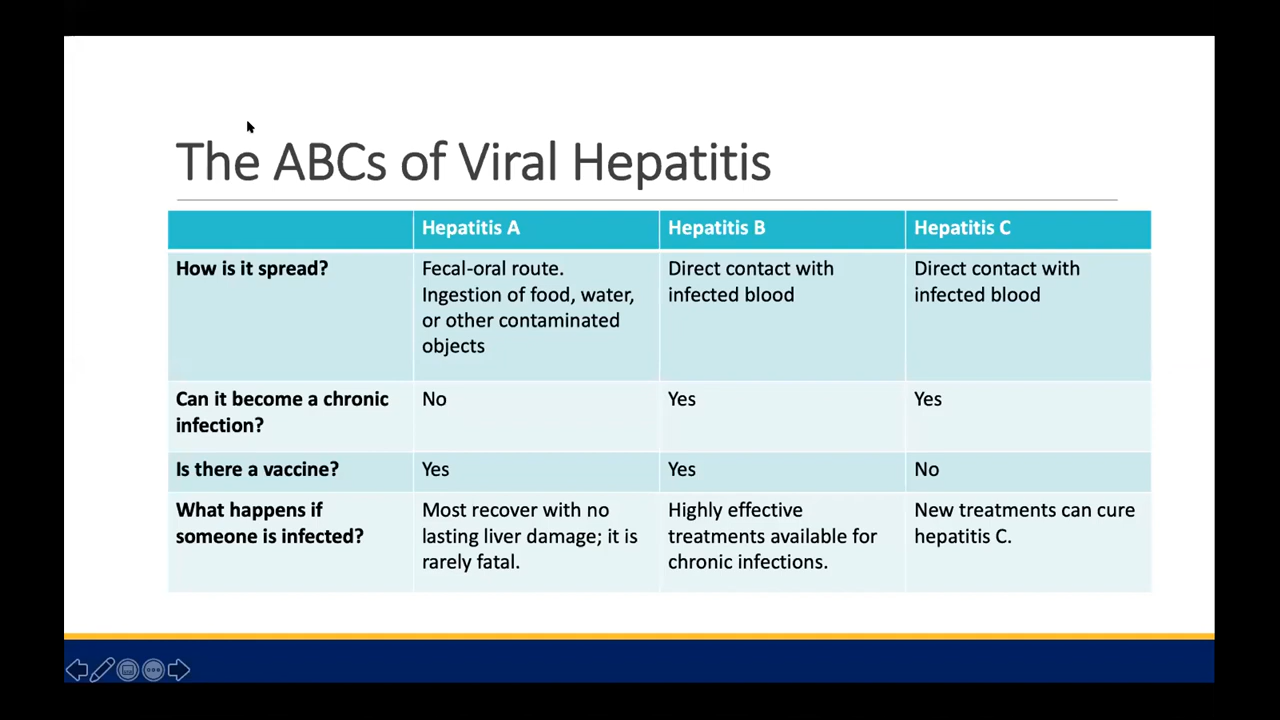 The ABCs of Viral Hepatitis
Hepatitis A
Hepatitis B
Hepatitis C
How is it spread?
Fecal-oral route.
Ingestion of food, water,
or other contaminated
objects
Direct contact with
infected blood
Direct contact with
infected blood
Can it become a chronic
infection?
No
Yes
Yes
Is there a vaccine?
Yes
Yes
No
What happens if
someone is infected?
Most recover with no
lasting liver damage; it is
rarely fatal.
Highly effective
treatments available for
chronic infections.
New treatments can cure
hepatitis C.